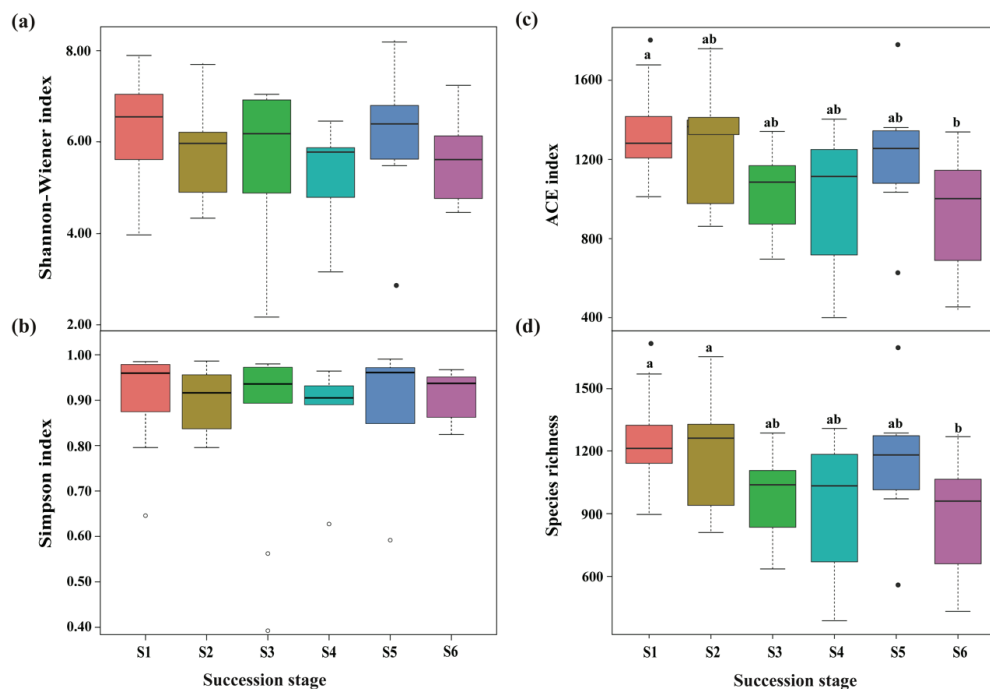 (a)
Shannon-Wiener index
8.00
6.00
4.00
2.00
(b)
Simpson index
1.00
0.90
0.80
0.70
0.60
0.50
0.40
S1 S2 S3 S4 S5 S6
Succession stage
(c)
ACE index
1600
1200
800
400
a ab ab ab ab b
(d)
Species richness
1500
1200
900
600
a a ab ab ab b
S1 S2 S3 S4 S5 S6
Succession stage